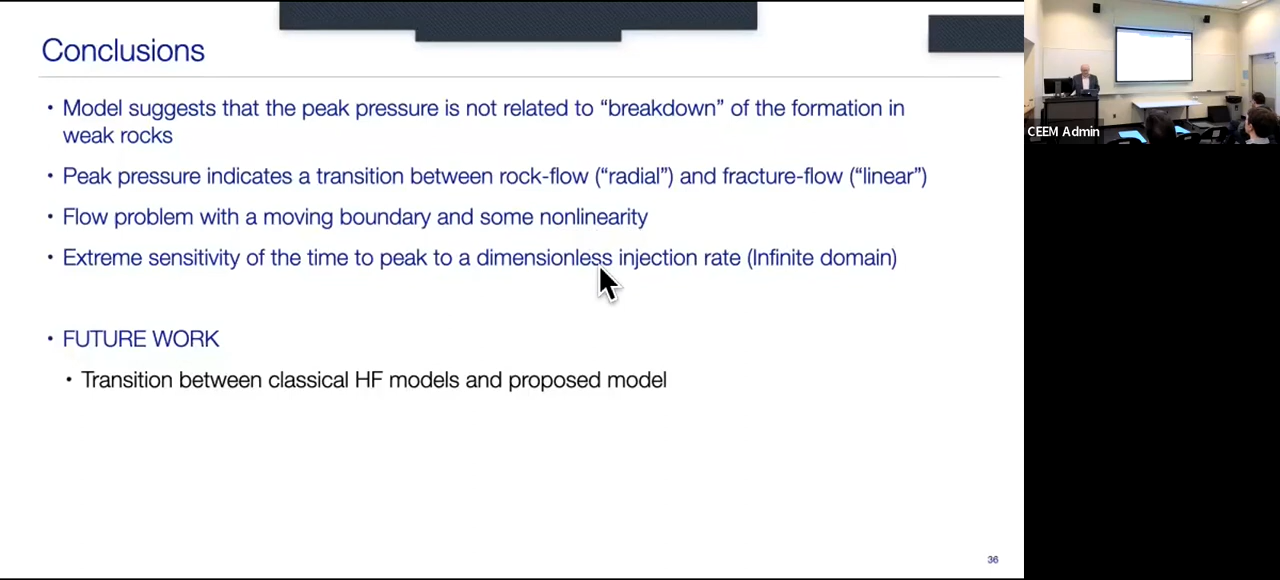 Conclusions
• Model suggests that the peak pressure is not related to “breakdown” of the formation in
weak rocks
• Peak pressure indicates a transition between rock-flow (“radial”) and fracture-flow (“linear”)
• Flow problem with a moving boundary and some nonlinearity
• Extreme sensitivity of the time to peak to a dimensionless injection rate (Infinite domain)
• FUTURE WORK
• Transition between classical HF models and proposed model
36
CEEM Admin